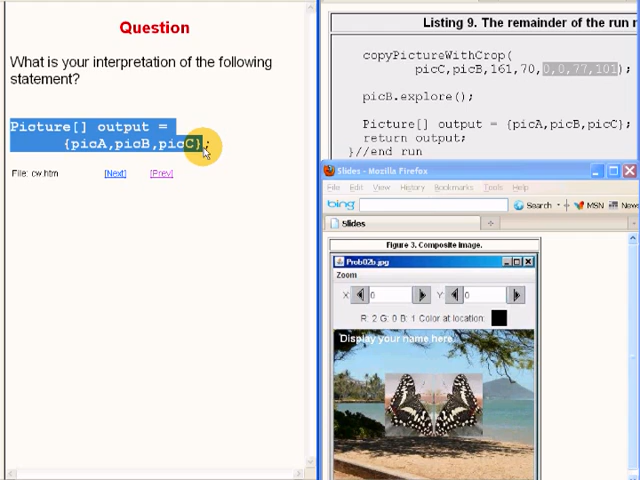 Question
What is your interpretation of the following
statement?
Picture[] output =
{picA,picB,picC};
File: cw.htm [Next] [Prev]
Listing 9. The remainder of the run
copyPictureWithCrop(
picC,picB,161,70,0,0,77,101);
picB.explore();
Picture[] output = {picA,picB,picC};
return output;
}//end run
Slides - Mozilla Firefox
File Edit View History Bookmarks Tools Help
bing Search MSN News
Slides
Figure 3. Composite image.
Prob02b.jpg
Zoom
X: 0 Y: 0
R: 2 G: 0 B: 1 Color at location:
Display your name here.